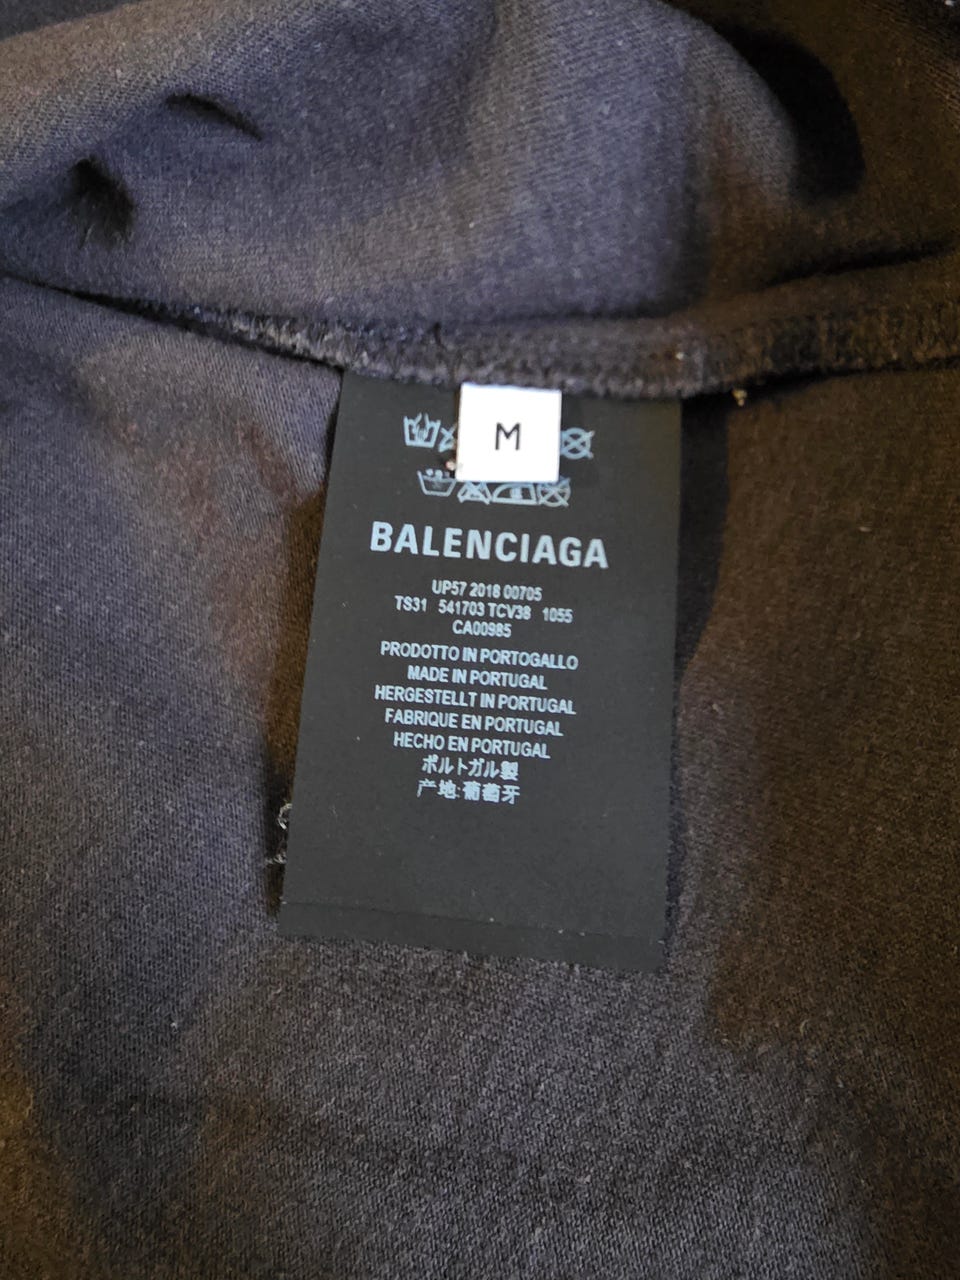 M
BALENCIAGA
UP57 2018 00705
TS31 541703 TCV38 1055
CA00985
PRODOTTO IN PORTOGALLO
MADE IN PORTUGAL
HERGESTELLT IN PORTUGAL
FABRIQUE EN PORTUGAL
HECHO EN PORTUGAL
ポルトガル製
产地:葡萄牙